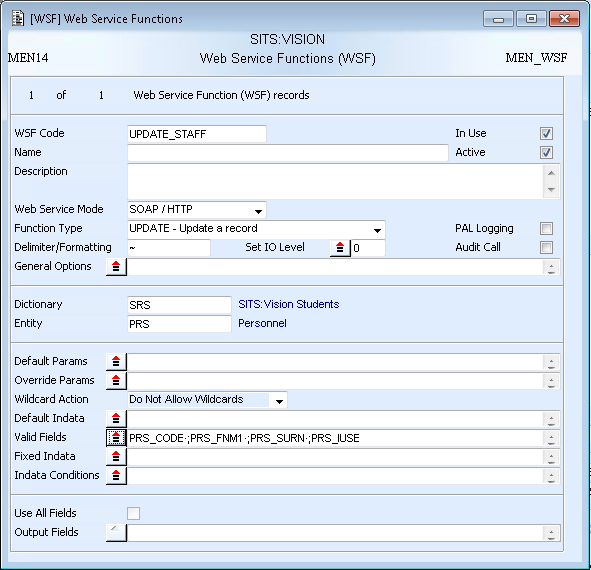 [WSF] Web Service Functions
SITS:VISION
MEN14 Web Service Functions (WSF) MEN_WSF
1 of 1 Web Service Function (WSF) records
WSF Code UPDATE_STAFF In Use
Name Active
Description
Web Service Mode SOAP / HTTP
Function Type UPDATE - Update a record PAL Logging
Delimiter/Formatting ~ Set IO Level 0 Audit Call
General Options
Dictionary SRS SITS:Vision Students
Entity PRS Personnel
Default Params
Override Params
Wildcard Action Do Not Allow Wildcards
Default Indata
Valid Fields PRS_CODE·;PRS_FNM1·;PRS_SURN·;PRS_IUSE
Fixed Indata
Indata Conditions
Use All Fields
Output Fields